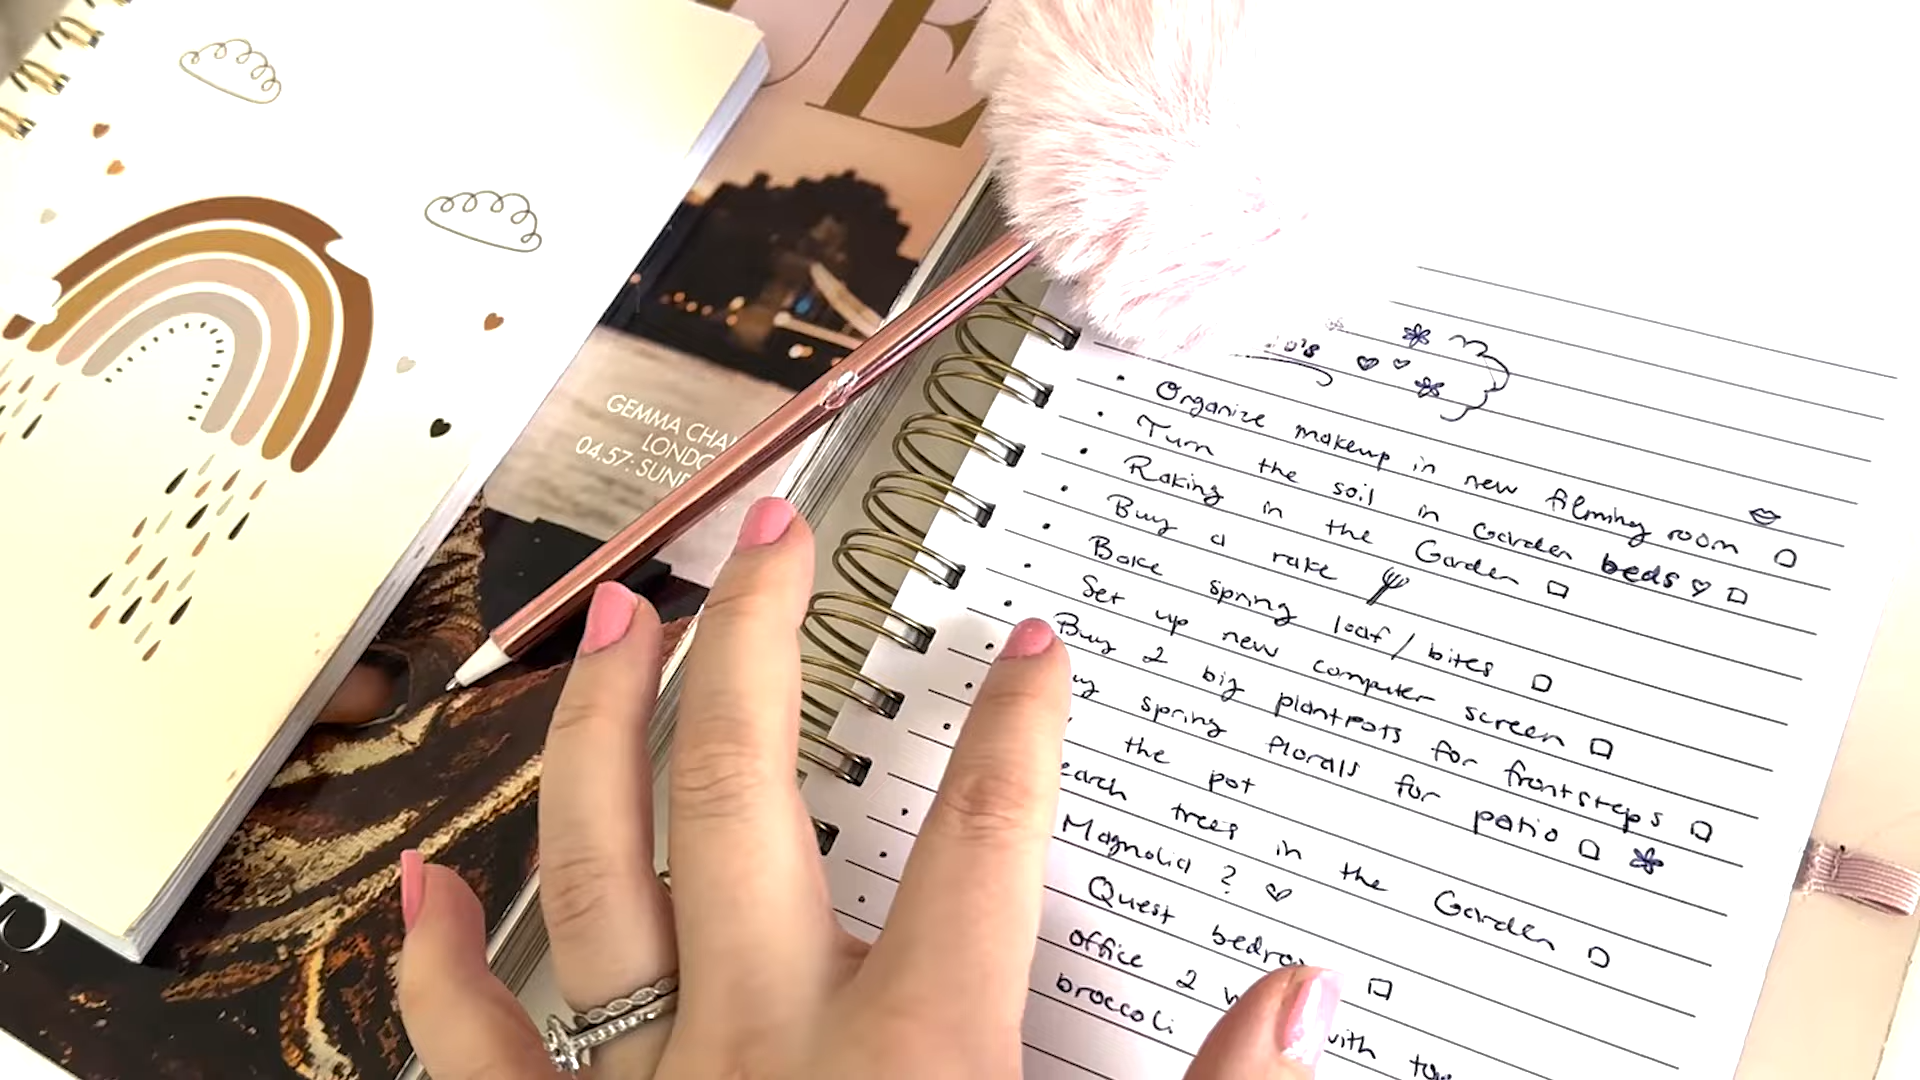 E
GEMMA
LONDO
04.57: SUN
• Organize makeup in new filming room
• Turn the soil in Garden beds
• Raking in the Garden
• Buy a rake
• Bake spring loaf / bites
• Set up new computer screen
• Buy 2 big plantpots for frontsteps
spring florals for patio
the pot
trees in the Garden
Magnolia ?
Quest
office 2
broccoli with